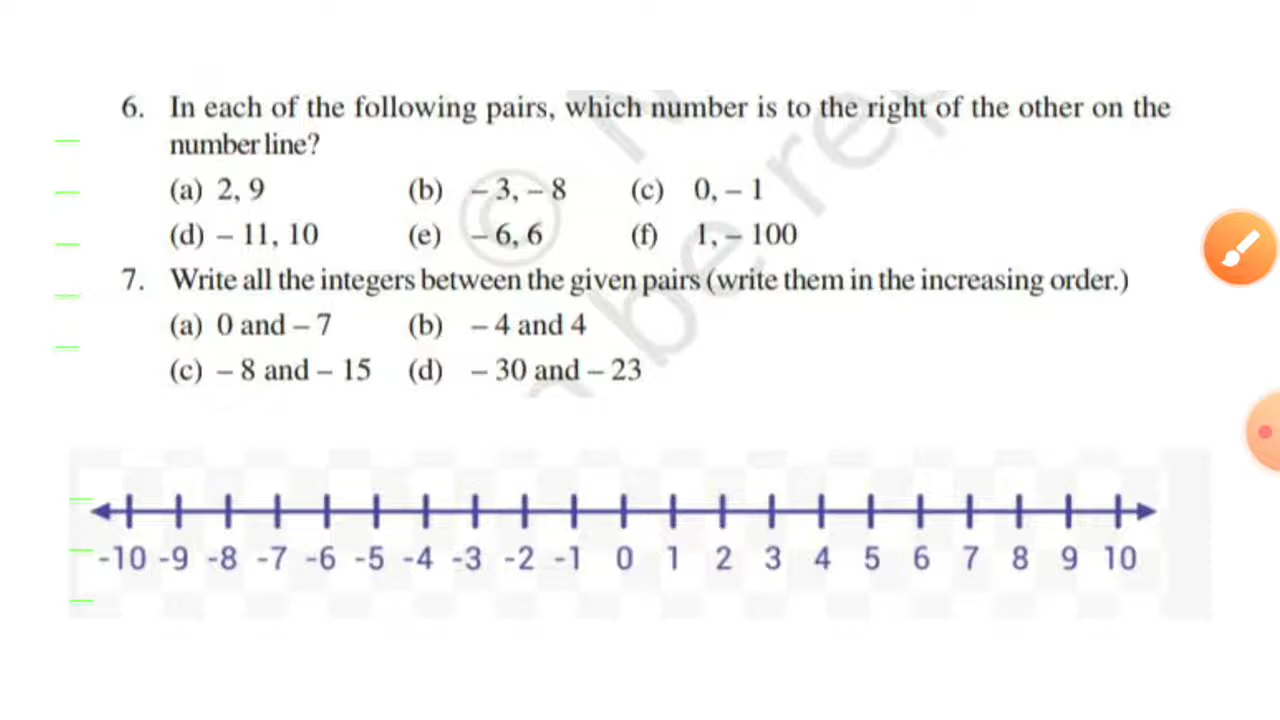 6. In each of the following pairs, which number is to the right of the other on the
number line?
(a) 2, 9 (b) – 3, – 8 (c) 0, – 1
(d) – 11, 10 (e) – 6, 6 (f) 1, – 100
7. Write all the integers between the given pairs (write them in the increasing order.)
(a) 0 and – 7 (b) – 4 and 4
(c) – 8 and – 15 (d) – 30 and – 23
-10 -9 -8 -7 -6 -5 -4 -3 -2 -1 0 1 2 3 4 5 6 7 8 9 10